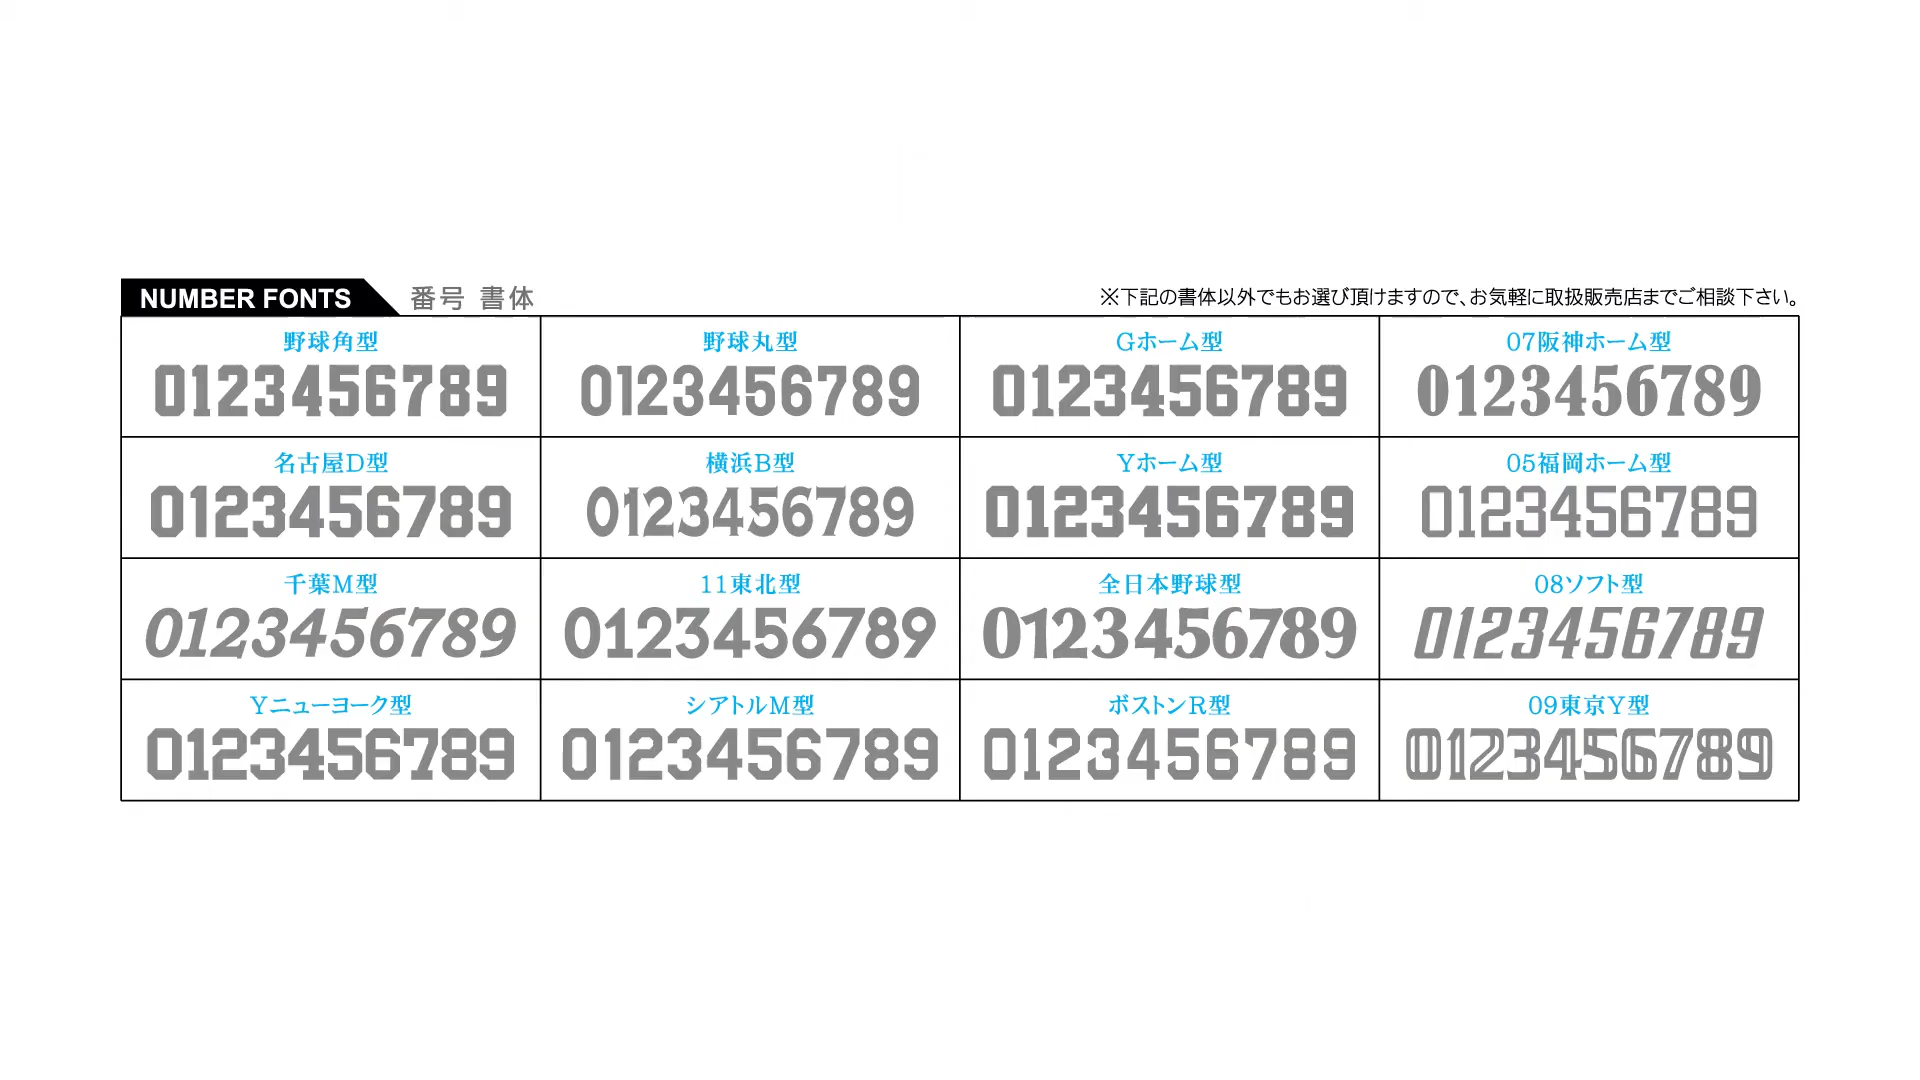 NUMBER FONTS 番号 書体
※下記の書体以外でもお選び頂けますので、お気軽に取扱販売店までご相談下さい。
野球角型 野球丸型 Gホーム型 07阪神ホーム型
0123456789 0123456789 0123456789 0123456789
名古屋D型 横浜B型 Yホーム型 05福岡ホーム型
0123456789 0123456789 0123456789 0123456789
千葉M型 11東北型 全日本野球型 08ソフト型
0123456789 0123456789 0123456789 0123456789
Yニューヨーク型 シアトルM型 ボストンR型 09東京Y型
0123456789 0123456789 0123456789 0123456789